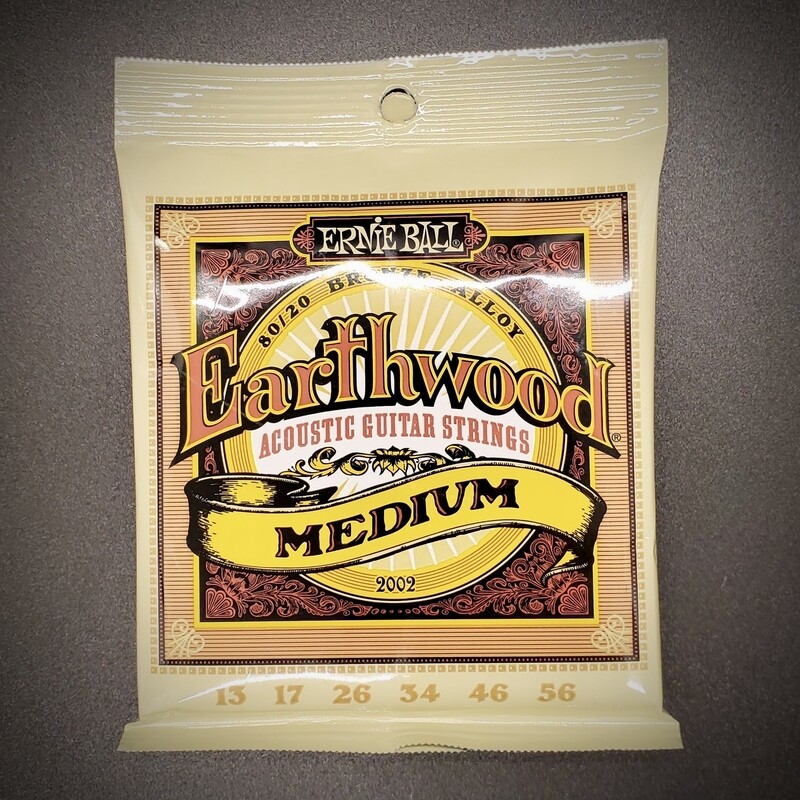 ERNIE BALL®
80/20 BRONZE ALLOY
Earthwood®
ACOUSTIC GUITAR STRINGS
MEDIUM
2002
13 17 26 34 46 56